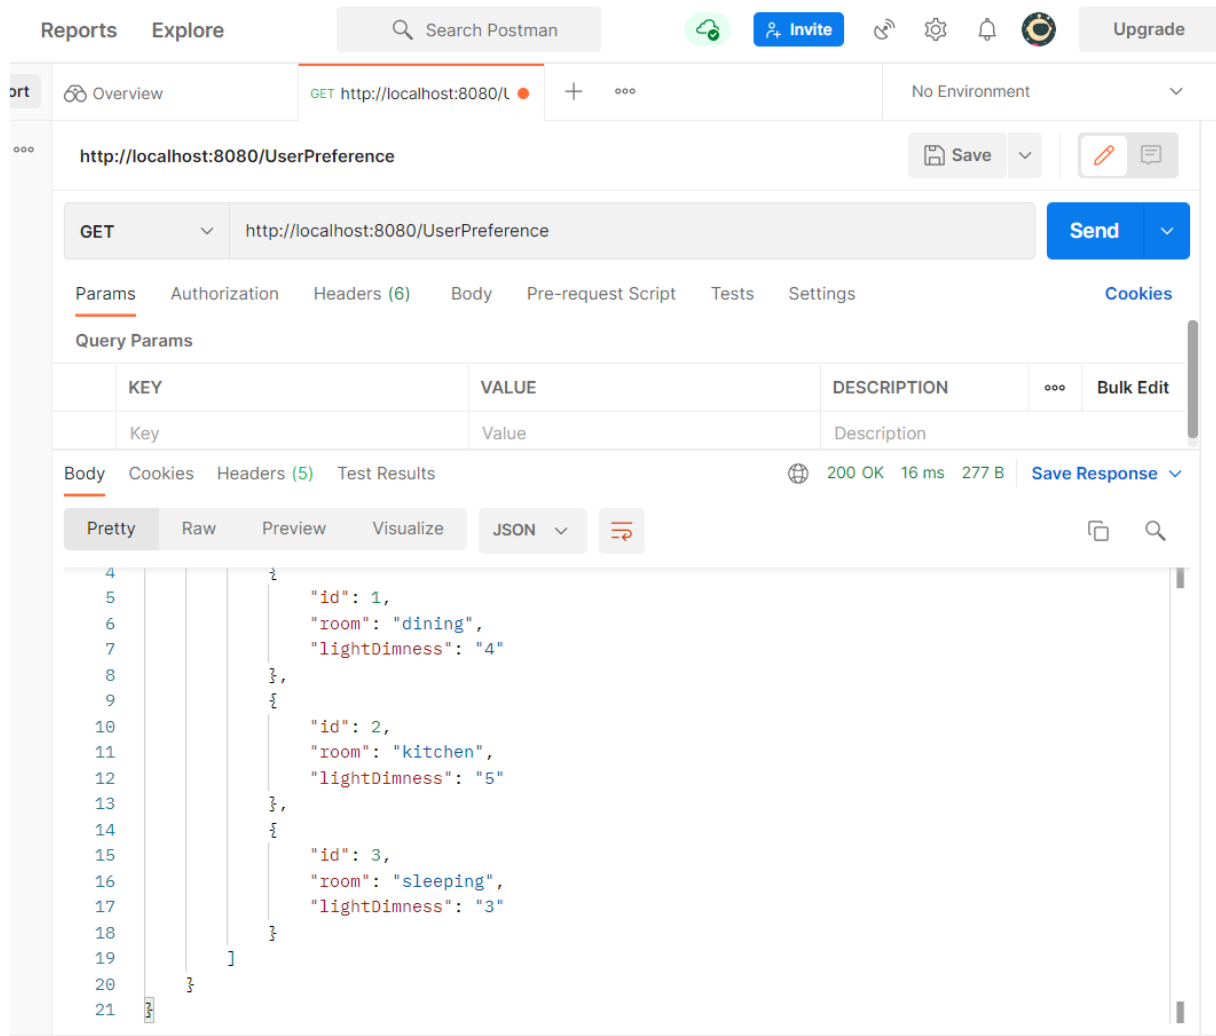 Reports Explore Search Postman Invite Upgrade
ort Overview GET http://localhost:8080/U No Environment
http://localhost:8080/UserPreference Save
GET http://localhost:8080/UserPreference Send
Params Authorization Headers (6) Body Pre-request Script Tests Settings Cookies
Query Params
KEY VALUE DESCRIPTION Bulk Edit
Key Value Description
Body Cookies Headers (5) Test Results 200 OK 16 ms 277 B Save Response
Pretty Raw Preview Visualize JSON
4 {
5 "id": 1,
6 "room": "dining",
7 "lightDimness": "4"
8 },
9 {
10 "id": 2,
11 "room": "kitchen",
12 "lightDimness": "5"
13 },
14 {
15 "id": 3,
16 "room": "sleeping",
17 "lightDimness": "3"
18 }
19 ]
20 }
21 }